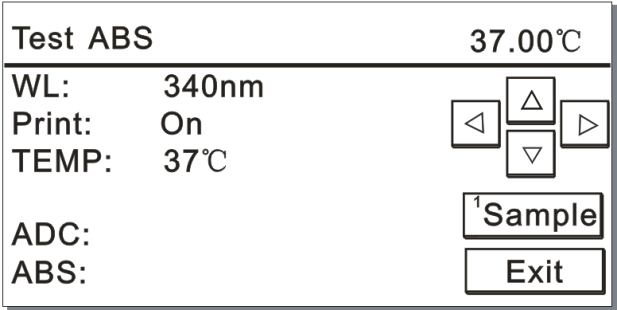 Test ABS 37.00℃
WL: 340nm
Print: On
TEMP: 37℃
1Sample
ADC:
ABS:
Exit